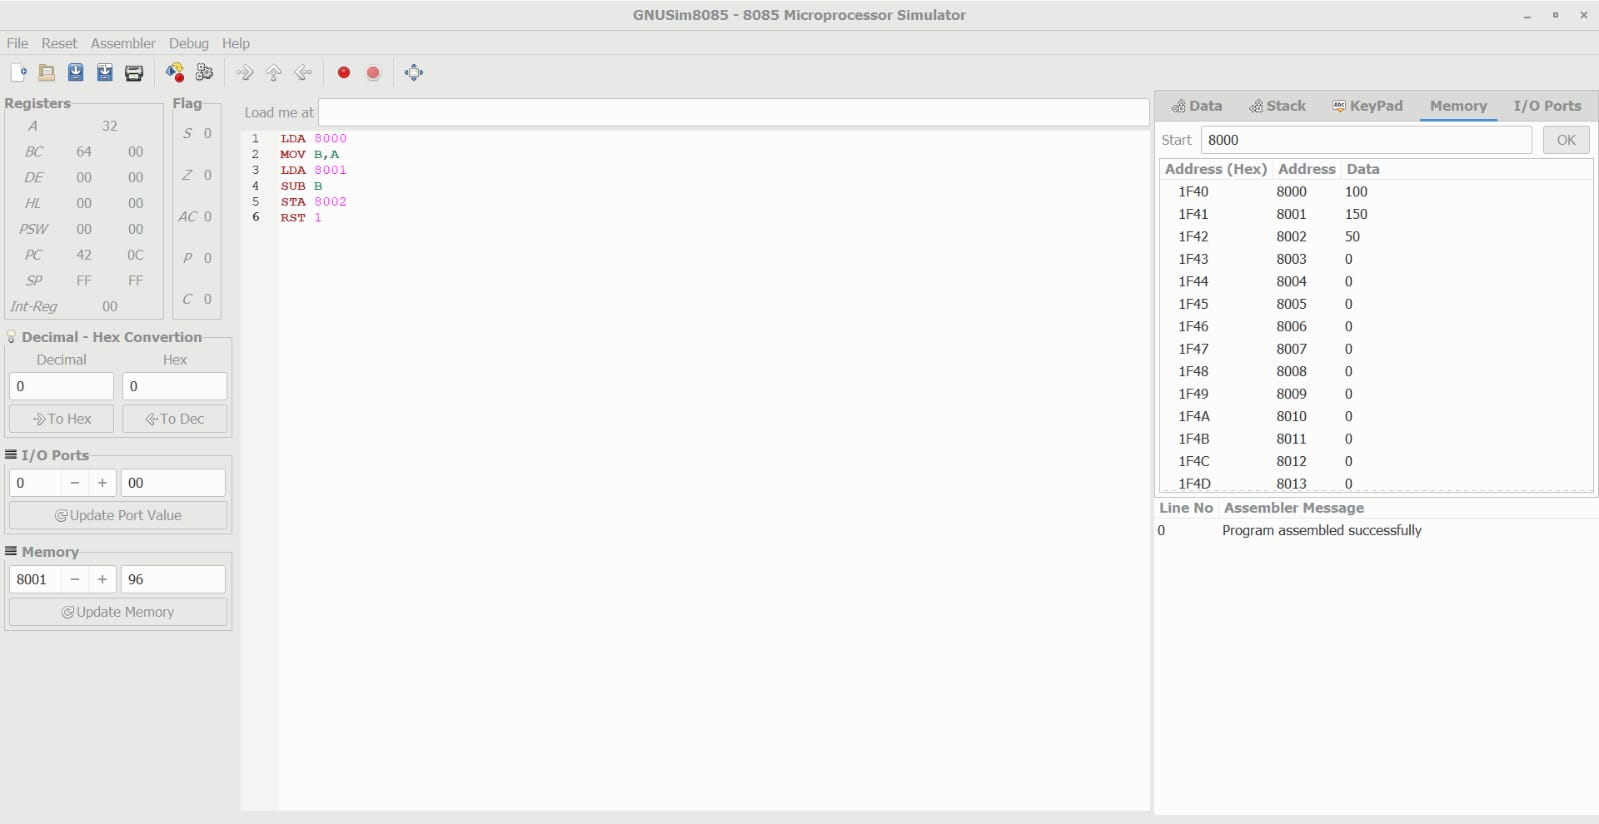 GNUSim8085 - 8085 Microprocessor Simulator
File Reset Assembler Debug Help
Registers
A 32
BC 64 00
DE 00 00
HL 00 00
PSW 00 00
PC 42 0C
SP FF FF
Int-Reg 00
Flag
S 0
Z 0
AC 0
P 0
C 0
Decimal - Hex Convertion
Decimal Hex
0 0
To Hex To Dec
I/O Ports
0 − + 00
Update Port Value
Memory
8001 − + 96
Update Memory
Load me at
1 LDA 8000
2 MOV B,A
3 LDA 8001
4 SUB B
5 STA 8002
6 RST 1
Data Stack Abc KeyPad Memory I/O Ports
Start 8000 OK
Address (Hex) Address Data
1F40 8000 100
1F41 8001 150
1F42 8002 50
1F43 8003 0
1F44 8004 0
1F45 8005 0
1F46 8006 0
1F47 8007 0
1F48 8008 0
1F49 8009 0
1F4A 8010 0
1F4B 8011 0
1F4C 8012 0
1F4D 8013 0
Line No Assembler Message
0 Program assembled successfully